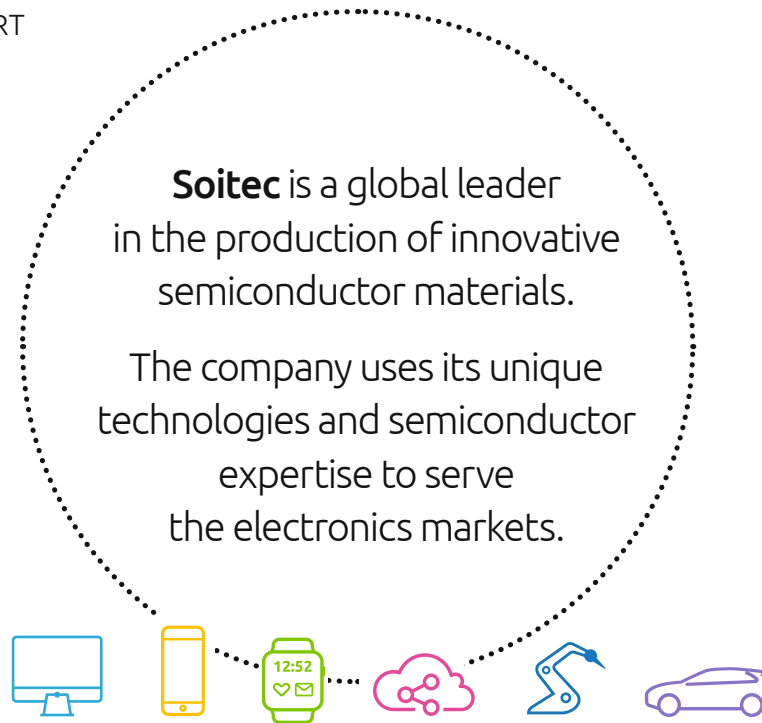 RT
Soitec is a global leader
in the production of innovative
semiconductor materials.
The company uses its unique
technologies and semiconductor
expertise to serve
the electronics markets.
12:52